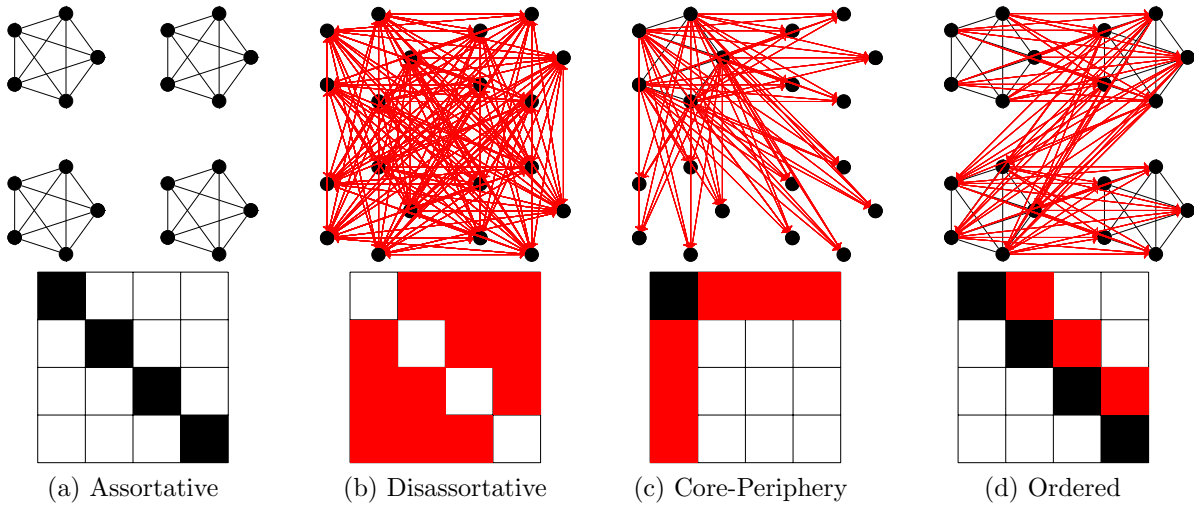 (a) Assortative
(b) Disassortative
(c) Core-Periphery
(d) Ordered